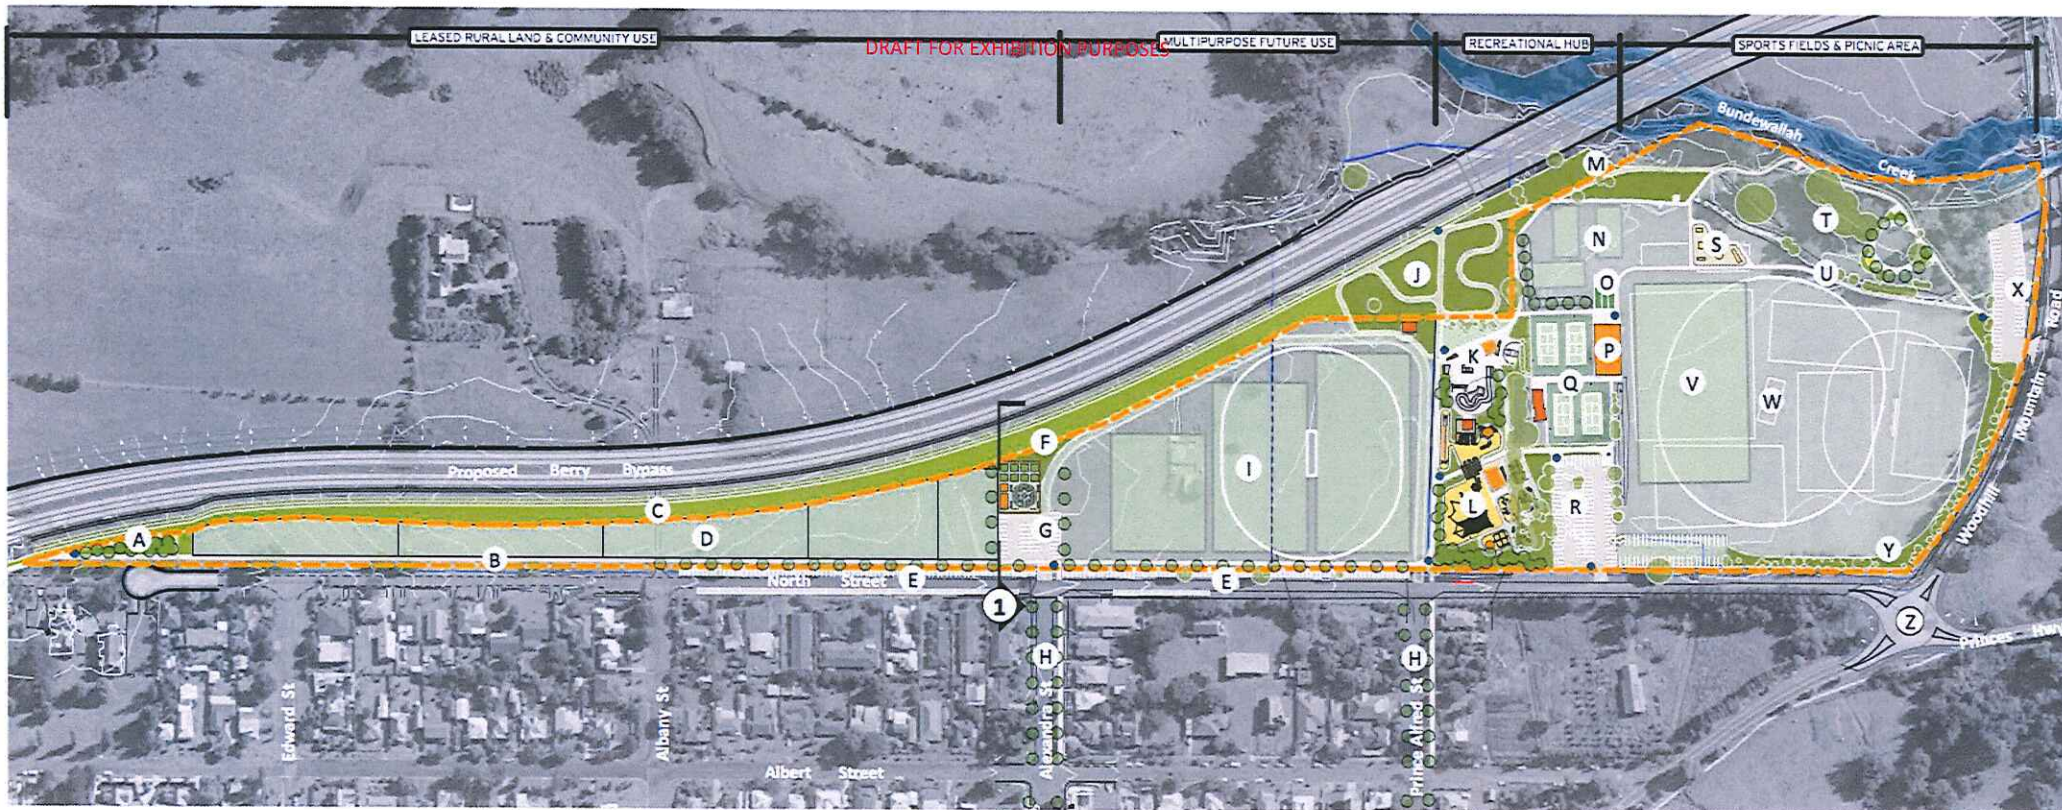 LEASED RURAL LAND & COMMUNITY USE
DRAFT FOR EXHIBITION PURPOSES
MULTIPURPOSE FUTURE USE
RECREATIONAL HUB
SPORTS FIELDS & PICNIC AREA
Bundewallah
Creek
M
T
N
S
J
O
U
X
Road
K
P
Q
V
W
F
Mountain
Proposed Berry Bypass
I
C
L
R
G
A
D
B
Y
Woodhill
North Street
E
E
1
Z
Princes Hwy
H
H
Edward St
Albany St
Alexandra St
Prince Alfred St
Albert Street